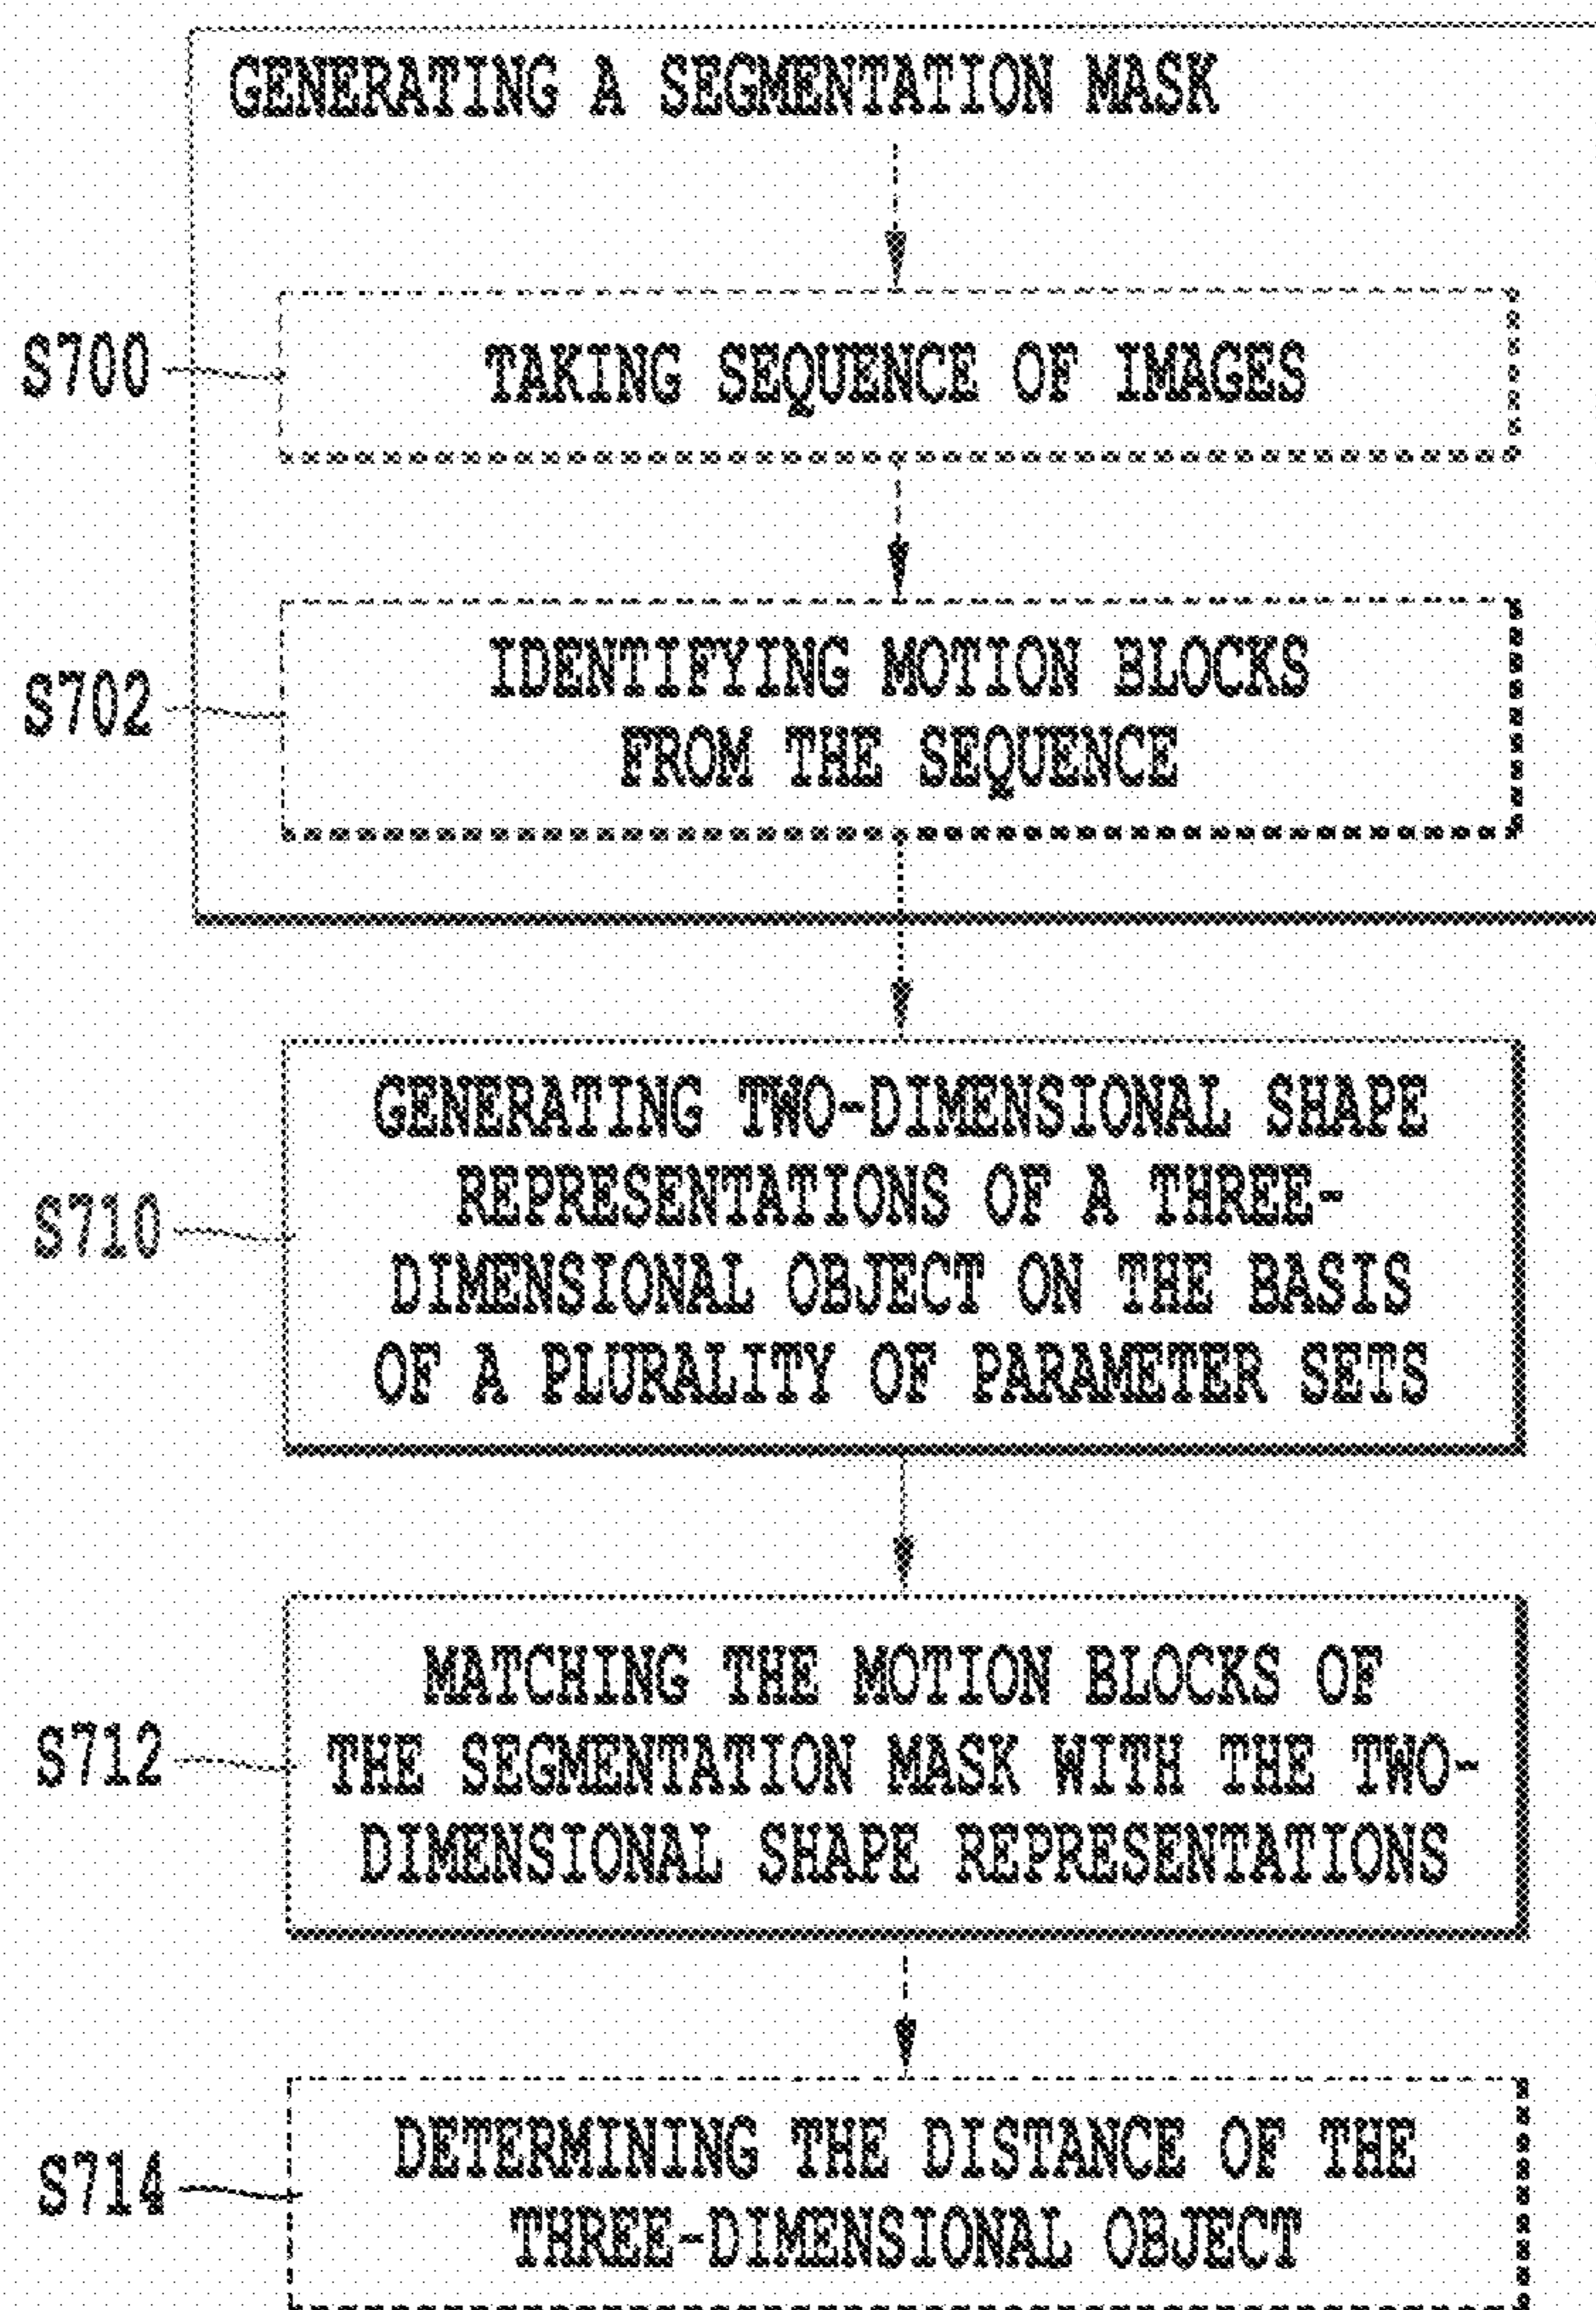 GENERATING A SEGMENTATION MASK
S700
TAKING SEQUENCE OF IMAGES
S702
IDENTIFYING MOTION BLOCKS
FROM THE SEQUENCE
S710
GENERATING TWO-DIMENSIONAL SHAPE
REPRESENTATIONS OF A THREE-
DIMENSIONAL OBJECT ON THE BASIS
OF A PLURALITY OF PARAMETER SETS
S712
MATCHING THE MOTION BLOCKS OF
THE SEGMENTATION MASK WITH THE TWO-
DIMENSIONAL SHAPE REPRESENTATIONS
S714
DETERMINING THE DISTANCE OF THE
THREE-DIMENSIONAL OBJECT